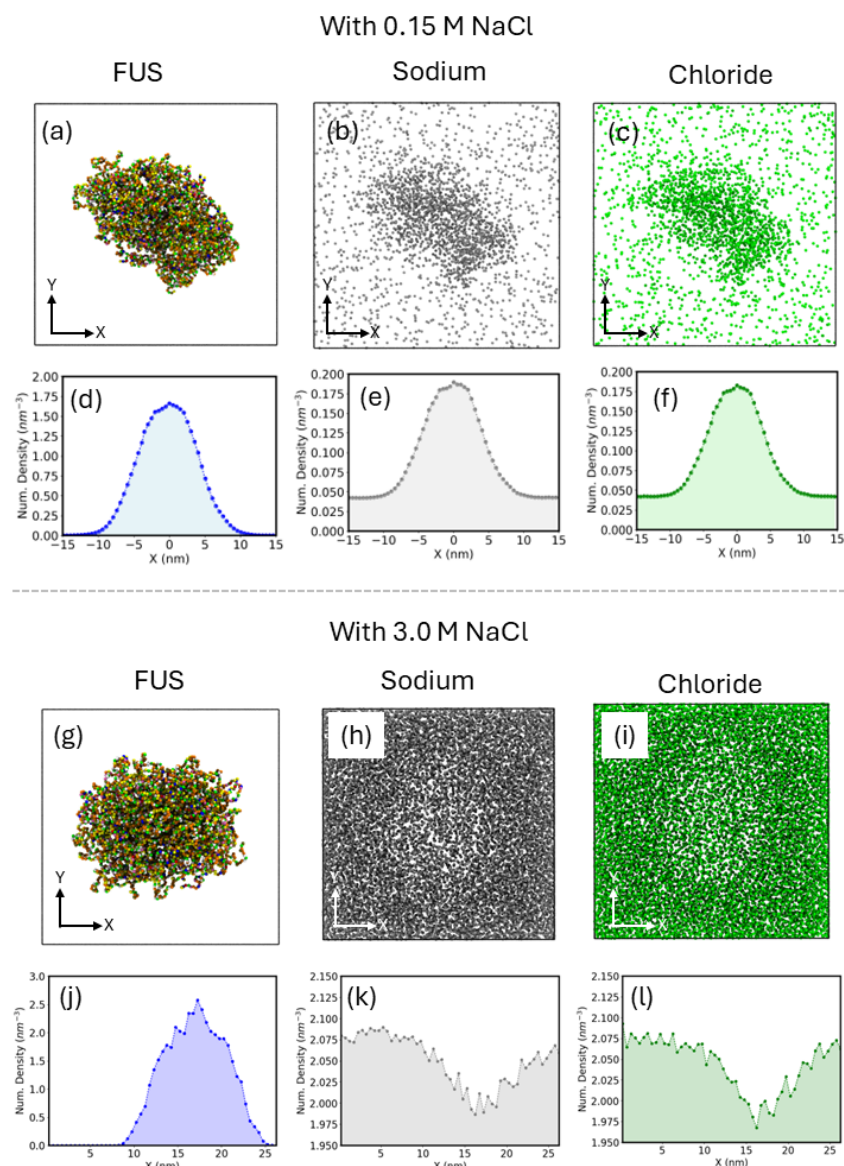 With 0.15 M NaCl
FUS
Sodium
Chloride
(a)
Y
X
(b)
Y
X
(c)
Y
X
Num. Density (nm⁻³)
2.00
1.75
1.50
1.25
1.00
0.75
0.50
0.25
0.00
(d)
−15 −10 −5 0 5 10 15
X (nm)
Num. Density (nm⁻³)
0.200
0.175
0.150
0.125
0.100
0.075
0.050
0.025
0.000
(e)
−15 −10 −5 0 5 10 15
X (nm)
Num. Density (nm⁻³)
0.200
0.175
0.150
0.125
0.100
0.075
0.050
0.025
0.000
(f)
−15 −10 −5 0 5 10 15
X (nm)
With 3.0 M NaCl
FUS
Sodium
Chloride
(g)
Y
X
(h)
Y
X
(i)
Y
X
Num. Density (nm⁻³)
3.0
2.5
2.0
1.5
1.0
0.5
0.0
(j)
5 10 15 20 25
X (nm)
Num. Density (nm⁻³)
2.150
2.125
2.100
2.075
2.050
2.025
2.000
1.975
1.950
(k)
5 10 15 20 25
X (nm)
Num. Density (nm⁻³)
2.150
2.125
2.100
2.075
2.050
2.025
2.000
1.975
1.950
(l)
5 10 15 20 25
X (nm)